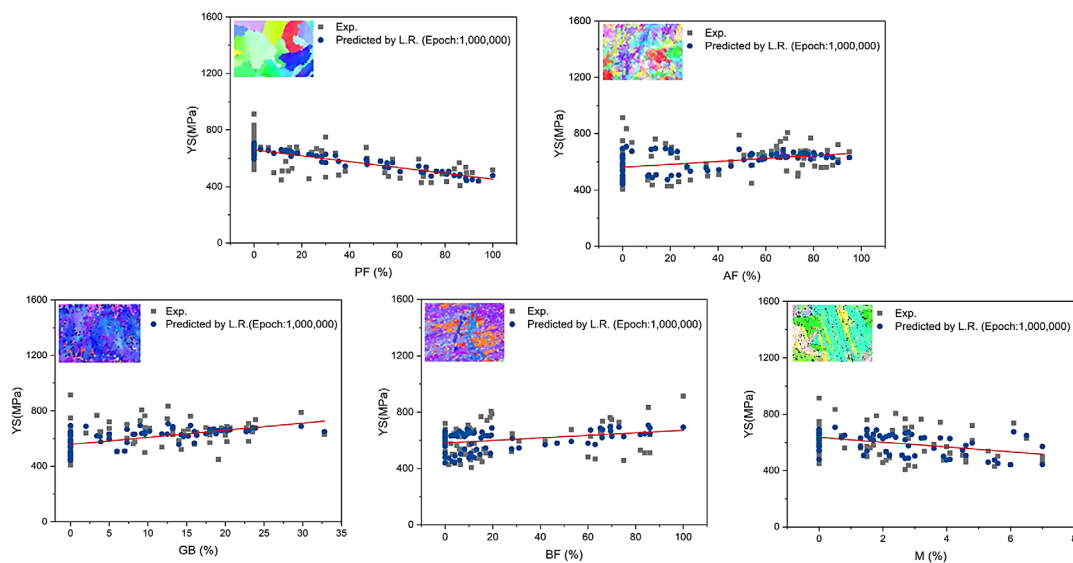 1600
1200
800
400
0
YS(MPa)
Exp.
Predicted by L.R. (Epoch:1,000,000)
0 20 40 60 80 100
PF (%)
1600
1200
800
400
0
YS(MPa)
Exp.
Predicted by L.R. (Epoch:1,000,000)
0 20 40 60 80 100
AF (%)
1600
1200
800
400
0
YS(MPa)
Exp.
Predicted by L.R.(Epoch:1,000,000)
0 5 10 15 20 25 30 35
GB (%)
1600
1200
800
400
0
YS(MPa)
Exp.
Predicted by L.R. (Epoch:1,000,000)
0 20 40 60 80 100
BF (%)
1600
1200
800
400
0
YS(MPa)
Exp.
Predicted by L.R. (Epoch:1,000,000)
0 2 4 6 8
M (%)